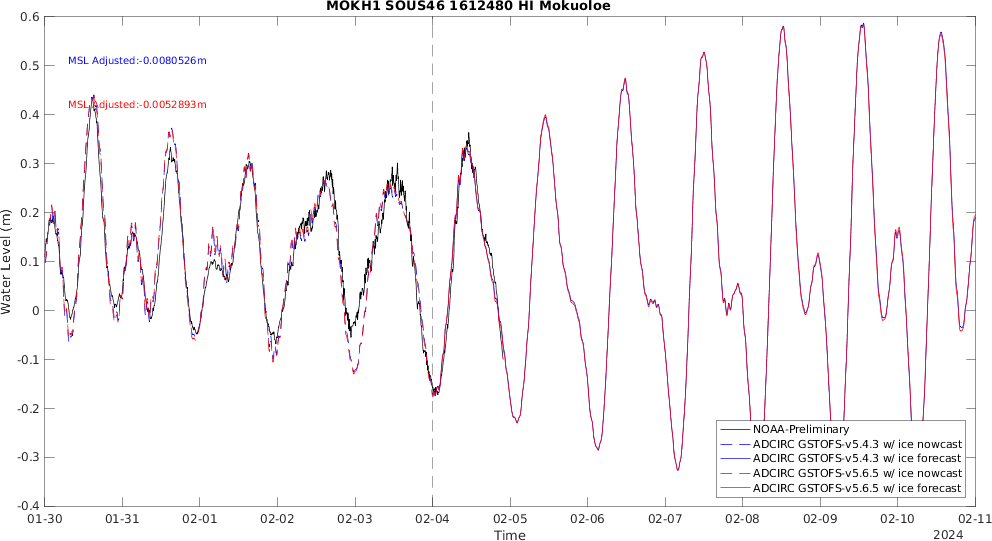 MOKH1 SOUS46 1612480 HI Mokuoloe
0.6
0.5
0.4
0.3
0.2
0.1
0
-0.1
-0.2
-0.3
-0.4
Water Level (m)
MSL Adjusted:-0.0080526m
MSL Adjusted:-0.0052893m
NOAA-Preliminary
ADCIRC GSTOFS-v5.4.3 w/ ice nowcast
ADCIRC GSTOFS-v5.4.3 w/ ice forecast
ADCIRC GSTOFS-v5.6.5 w/ ice nowcast
ADCIRC GSTOFS-v5.6.5 w/ ice forecast
01-30 01-31 02-01 02-02 02-03 02-04 02-05 02-06 02-07 02-08 02-09 02-10 02-11
Time
2024